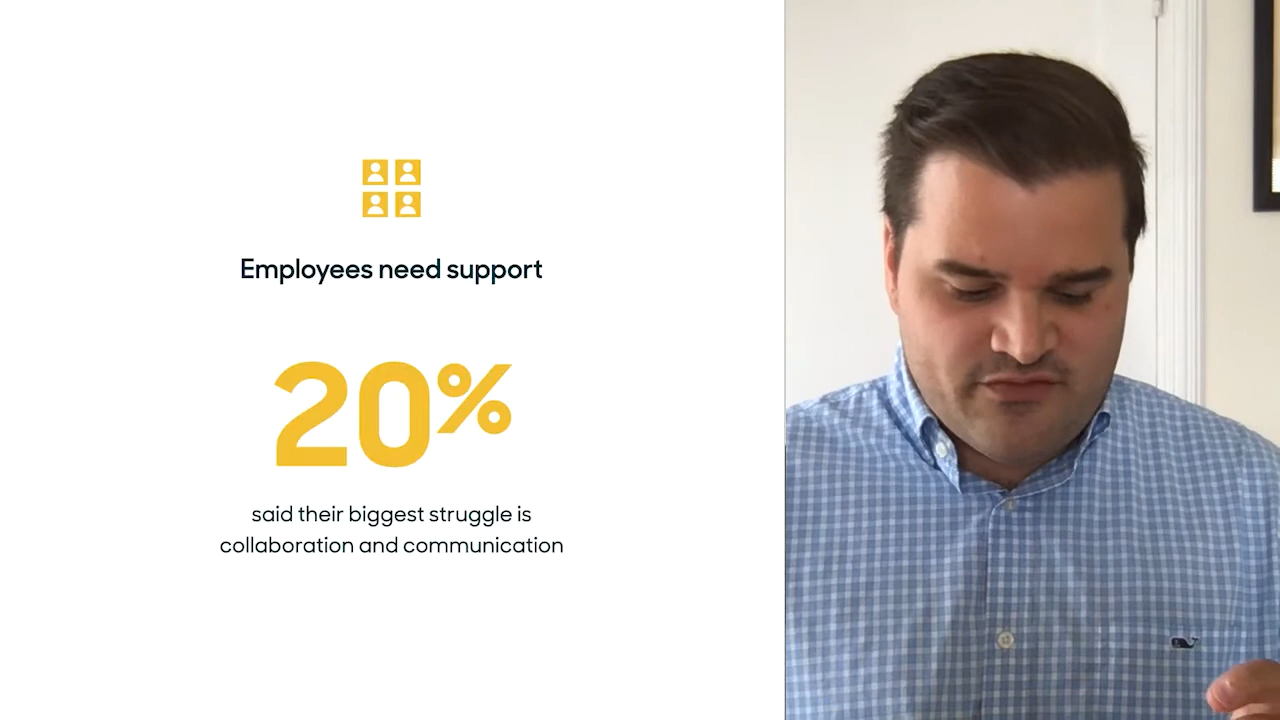 Employees need support
20%
said their biggest struggle is
collaboration and communication